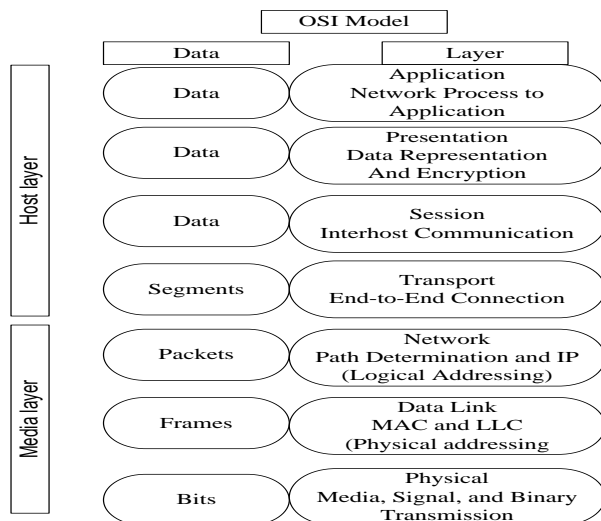 OSI Model
Data
Layer
Host layer
Data
Application
Network Process to
Application
Data
Presentation
Data Representation
And Encryption
Data
Session
Interhost Communication
Segments
Transport
End-to-End Connection
Media layer
Packets
Network
Path Determination and IP
(Logical Addressing)
Frames
Data Link
MAC and LLC
(Physical addressing
Bits
Physical
Media, Signal, and Binary
Transmission